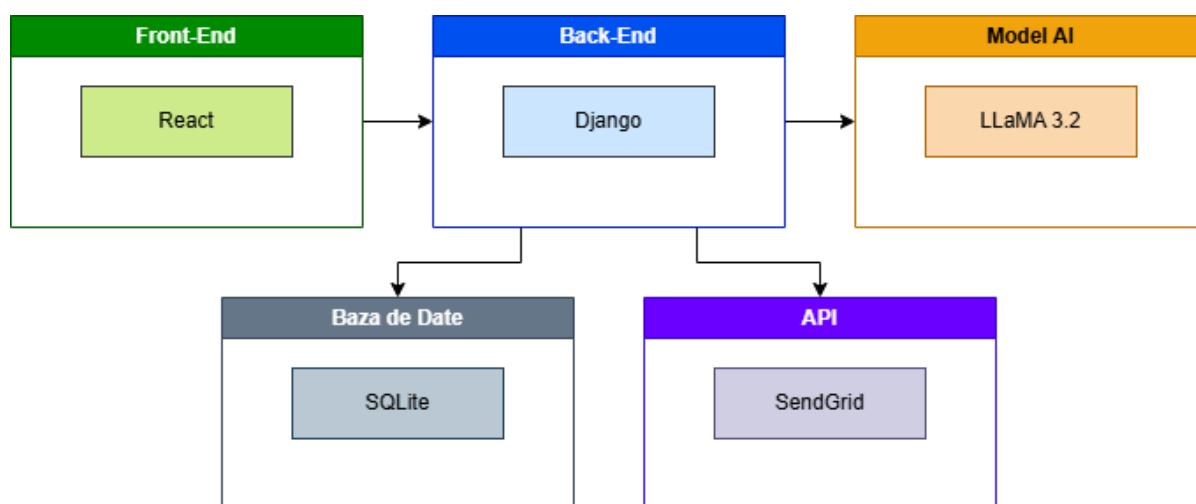 Front-End
Back-End
Model AI
React
Django
LLaMA 3.2
Baza de Date
API
SQLite
SendGrid